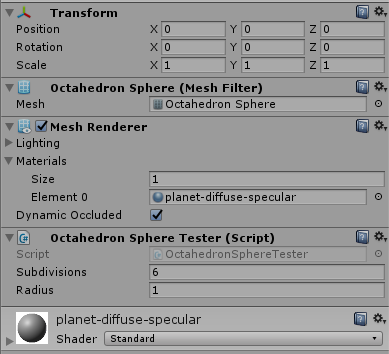 Transform
Position X 0 Y 0 Z 0
Rotation X 0 Y 0 Z 0
Scale X 1 Y 1 Z 1
Octahedron Sphere (Mesh Filter)
Mesh Octahedron Sphere
Mesh Renderer
Lighting
Materials
Size 1
Element 0 planet-diffuse-specular
Dynamic Occluded
Octahedron Sphere Tester (Script)
Script OctahedronSphereTester
Subdivisions 6
Radius 1
planet-diffuse-specular
Shader Standard